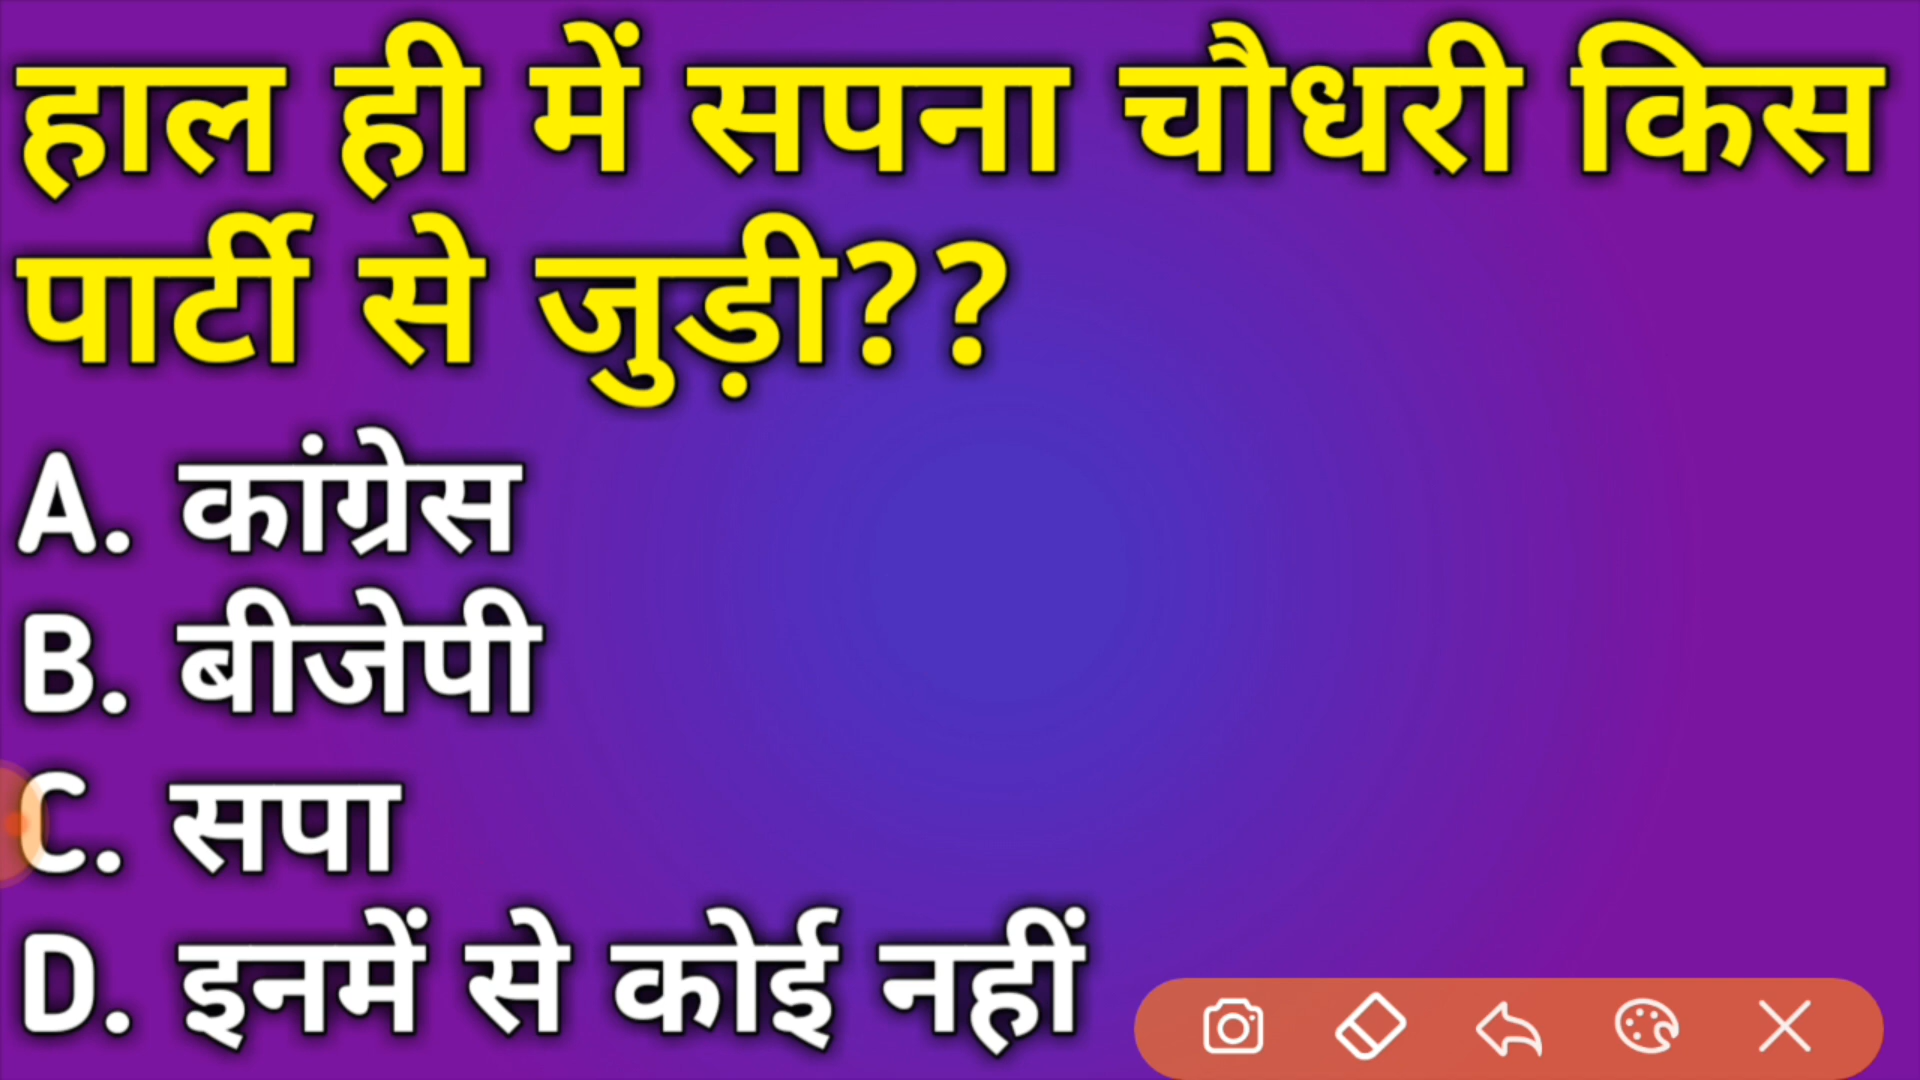 हाल ही में सपना चौधरी किस
पार्टी से जुड़ी??
A. कांग्रेस
B. बीजेपी
C. सपा
D. इनमें से कोई नहीं